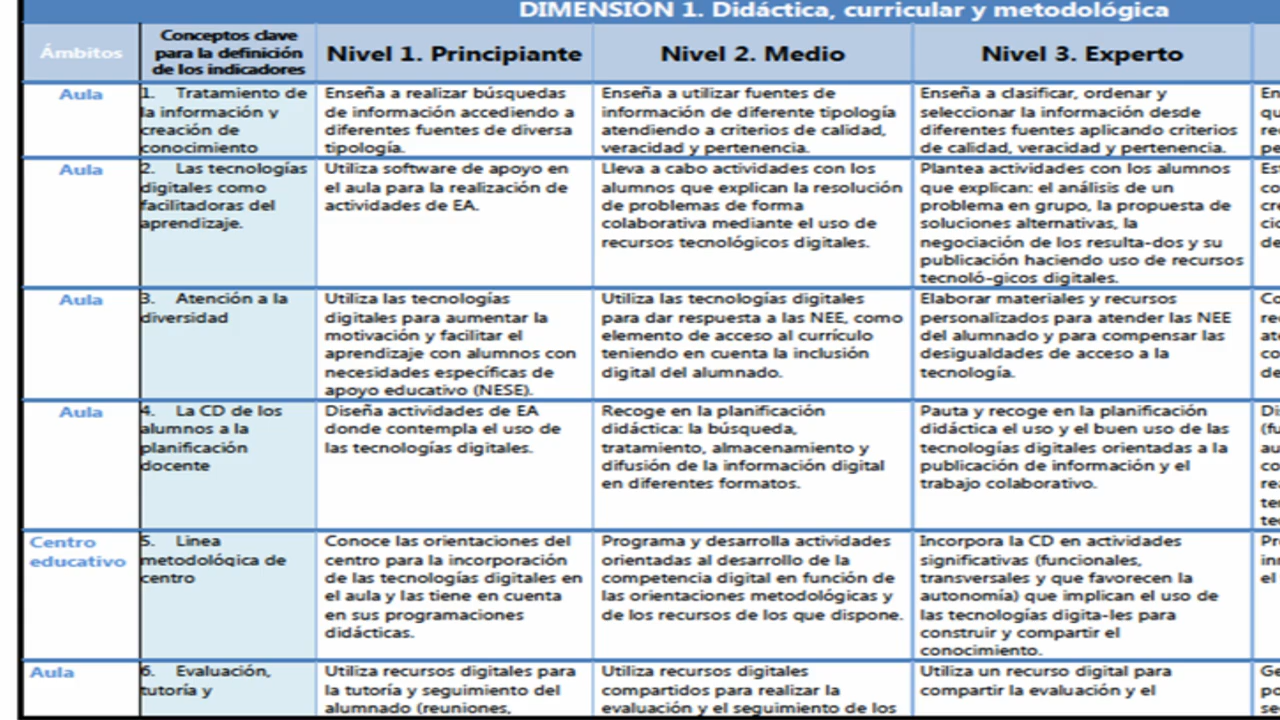 DIMENSIÓN 1. Didáctica, curricular y metodológica
Ámbitos
Conceptos clave
para la definición
de los indicadores
Nivel 1. Principiante
Nivel 2. Medio
Nivel 3. Experto
Aula
1. Tratamiento de
la información y
creación de
conocimiento
Enseña a realizar búsquedas
de información accediendo a
diferentes fuentes de diversa
tipología.
Enseña a utilizar fuentes de
información de diferente tipología
atendiendo a criterios de calidad,
veracidad y pertenencia.
Enseña a clasificar, ordenar y
seleccionar la información desde
diferentes fuentes aplicando criterios
de calidad, veracidad y pertenencia.
Aula
2. Las tecnologías
digitales como
facilitadoras del
aprendizaje.
Utiliza software de apoyo en
el aula para la realización de
actividades de EA.
Lleva a cabo actividades con los
alumnos que explican la resolución
de problemas de forma
colaborativa mediante el uso de
recursos tecnológicos digitales.
Plantea actividades con los alumnos
que explican: el análisis de un
problema en grupo, la propuesta de
soluciones alternativas, la
negociación de los resulta-dos y su
publicación haciendo uso de recursos
tecnoló-gicos digitales.
Aula
3. Atención a la
diversidad
Utiliza las tecnologías
digitales para aumentar la
motivación y facilitar el
aprendizaje con alumnos con
necesidades específicas de
apoyo educativo (NESE).
Utiliza las tecnologías digitales
para dar respuesta a las NEE, como
elemento de acceso al currículo
teniendo en cuenta la inclusión
digital del alumnado.
Elaborar materiales y recursos
personalizados para atender las NEE
del alumnado y para compensar las
desigualdades de acceso a la
tecnología.
Aula
4. La CD de los
alumnos a la
planificación
docente
Diseña actividades de EA
donde contempla el uso de
las tecnologías digitales.
Recoge en la planificación
didáctica: la búsqueda,
tratamiento, almacenamiento y
difusión de la información digital
en diferentes formatos.
Pauta y recoge en la planificación
didáctica el uso y el buen uso de las
tecnologías digitales orientadas a la
publicación de información y el
trabajo colaborativo.
Centro
educativo
5. Linea
metodológica de
centro
Conoce las orientaciones del
centro para la incorporación
de las tecnologías digitales en
el aula y las tiene en cuenta
en sus programaciones
didácticas.
Programa y desarrolla actividades
orientadas al desarrollo de la
competencia digital en función de
las orientaciones metodológicas y
de los recursos de los que dispone.
Incorpora la CD en actividades
significativas (funcionales,
transversales y que favorecen la
autonomía) que implican el uso de
las tecnologías digita-les para
construir y compartir el
conocimiento.
Aula
6. Evaluación,
tutoría y
Utiliza recursos digitales para
la tutoría y seguimiento del
alumnado (reuniones,
Utiliza recursos digitales
compartidos para realizar la
evaluación y el seguimiento de los
Utiliza un recurso digital para
compartir la evaluación y el